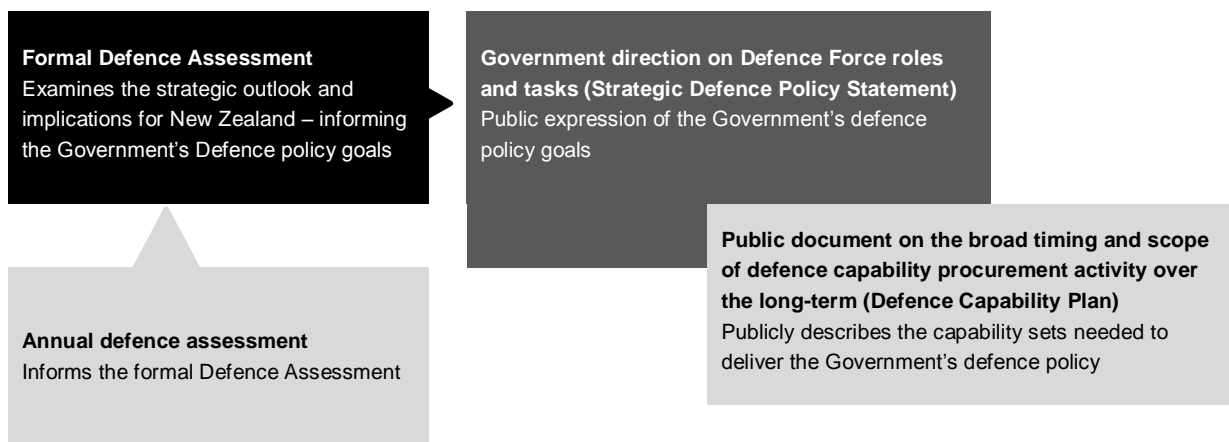 Formal Defence Assessment
Examines the strategic outlook and
implications for New Zealand – informing
the Government's Defence policy goals
Government direction on Defence Force roles
and tasks (Strategic Defence Policy Statement)
Public expression of the Government's defence
policy goals
Public document on the broad timing and scope
of defence capability procurement activity over
the long-term (Defence Capability Plan)
Publicly describes the capability sets needed to
deliver the Government's defence policy
Annual defence assessment
Informs the formal Defence Assessment